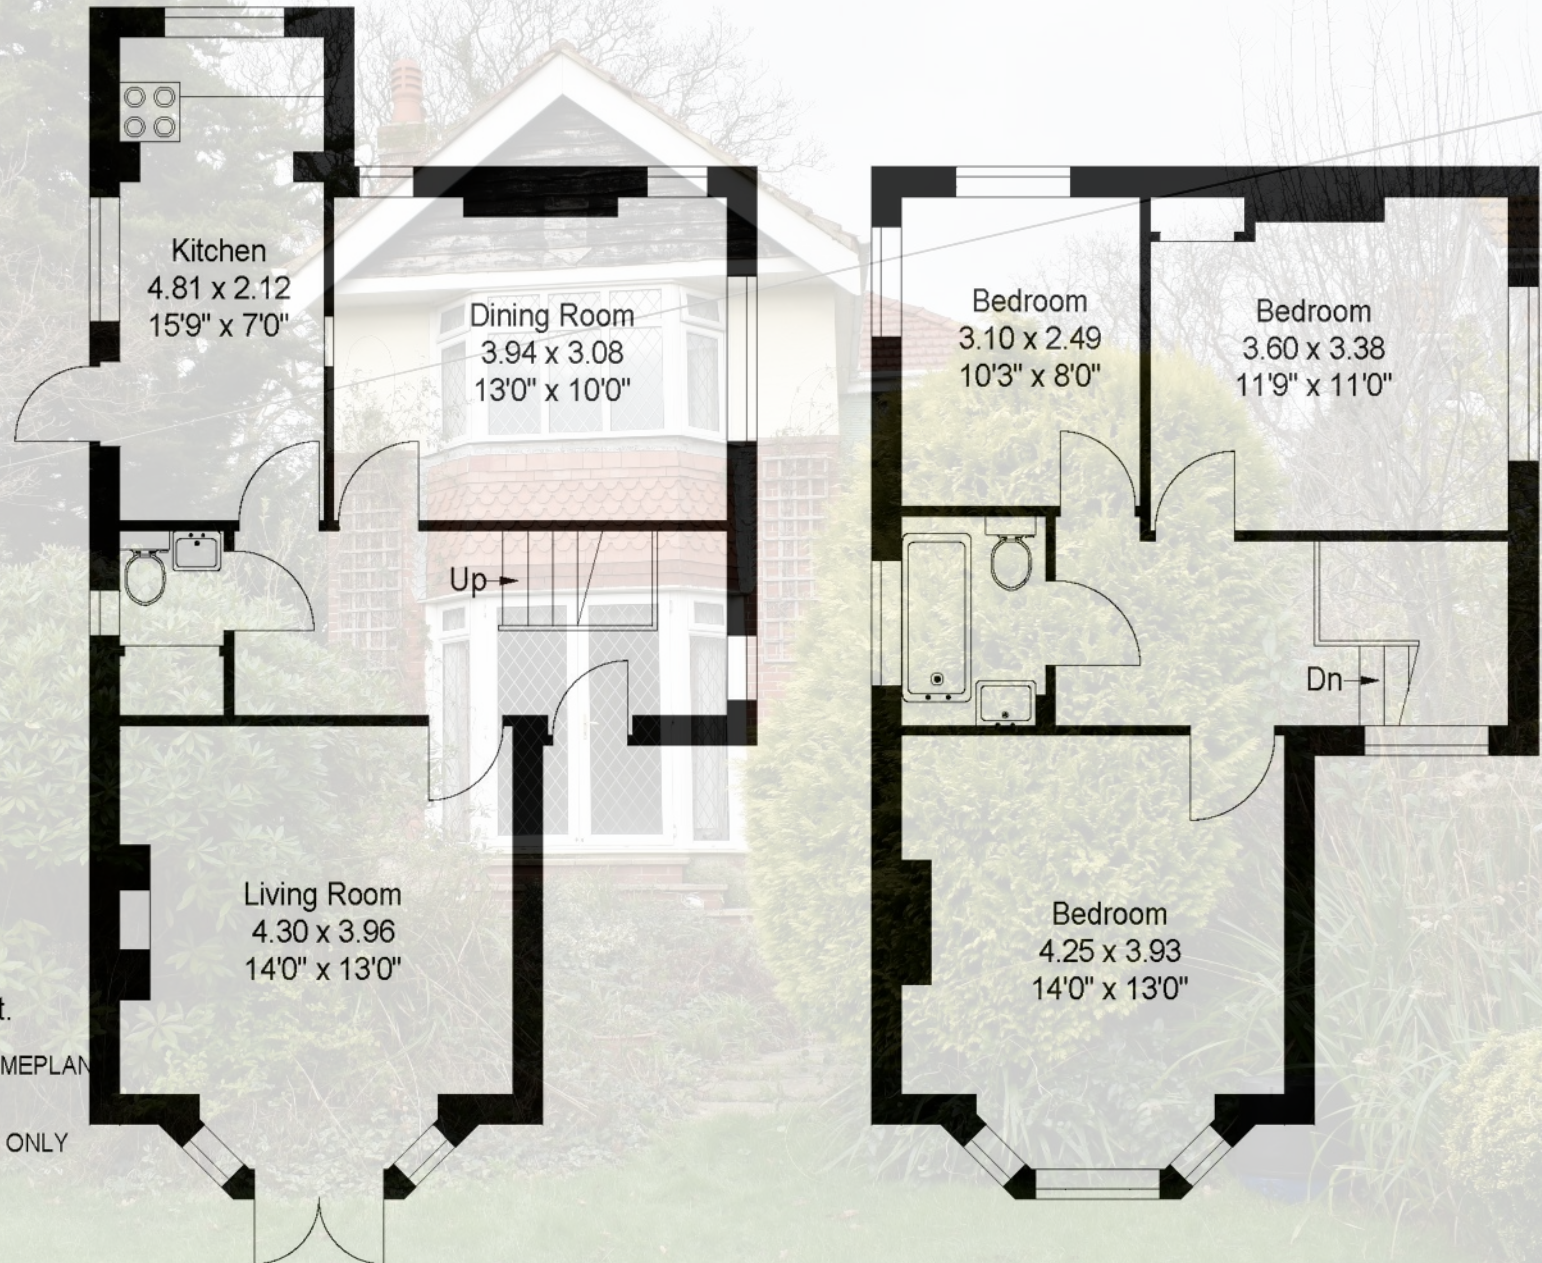 Kitchen
4.81 x 2.12
15'9" x 7'0"
Dining Room
3.94 x 3.08
13'0" x 10'0"
Up
Living Room
4.30 x 3.96
14'0" x 13'0"
t.
MEPLAN
ONLY
Bedroom
3.10 x 2.49
10'3" x 8'0"
Bedroom
3.60 x 3.38
11'9" x 11'0"
Dn
Bedroom
4.25 x 3.93
14'0" x 13'0"